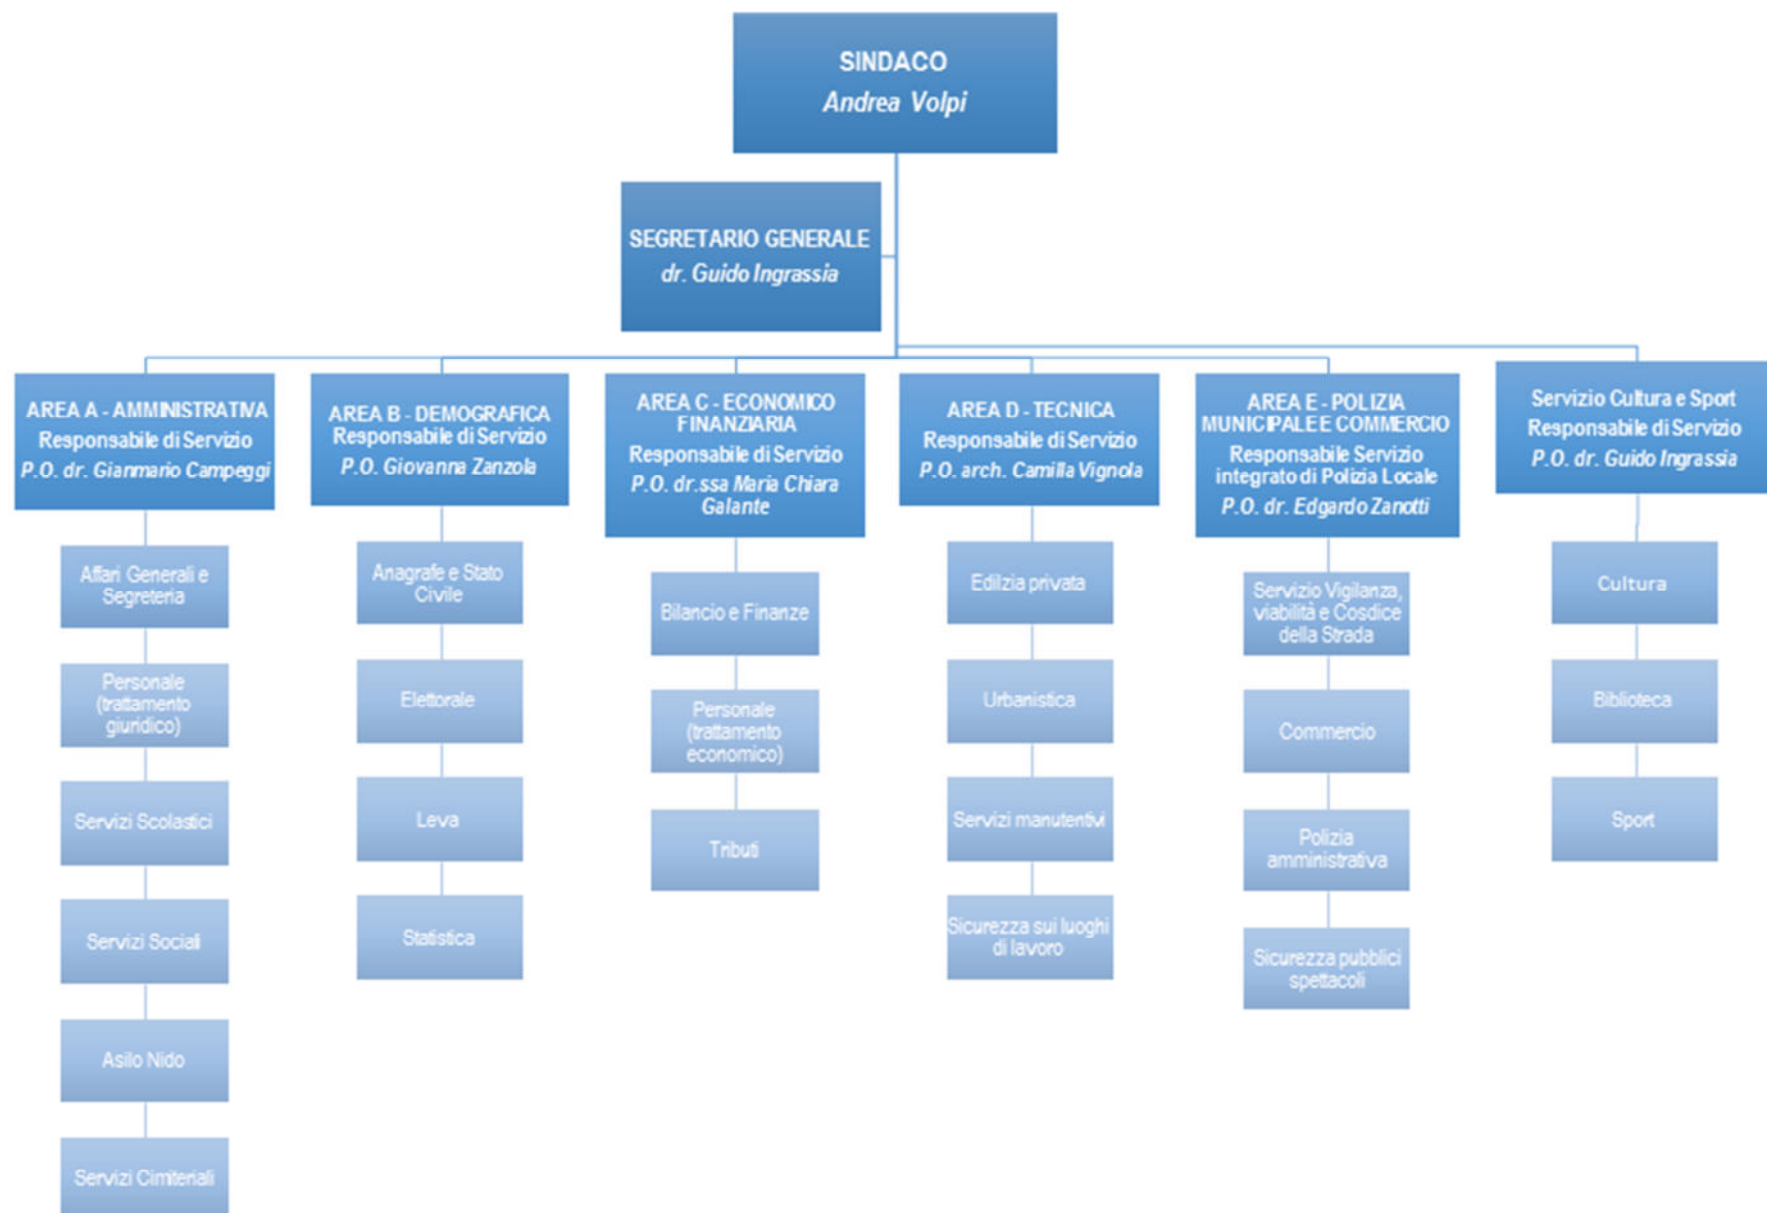 SINDACO
Andrea Volpi
SEGRETARIO GENERALE
dr. Guido Ingrassia
AREA A - AMMINISTRATIVA
Responsabile di Servizio
P.O. dr. Gianmario Campeggi
Affari Generali e
Segreteria
Personale
(trattamento
giuridico)
Servizi Scolastici
Servizi Sociali
Asilo Nido
Servizi Cimiteriali
AREA B - DEMOGRAFICA
Responsabile di Servizio
P.O. Giovanna Zanzola
Anagrafe e Stato
Civile
Elettorale
Leva
Statistica
AREA C - ECONOMICO
FINANZIARIA
Responsabile di Servizio
P.O. dr.ssa Maria Chiara
Galante
Bilancio e Finanze
Personale
(trattamento
economico)
Tributi
AREA D - TECNICA
Responsabile di Servizio
P.O. arch. Camilla Vignola
Edilzia privata
Urbanistica
Servizi manutentivi
Sicurezza sui luoghi
di lavoro
AREA E - POLIZIA
MUNICIPALE E COMMERCIO
Responsabile Servizio
integrato di Polizia Locale
P.O. dr. Edgardo Zanotti
Servizio Vigilanza,
viabilità e Cosdice
della Strada
Commercio
Polizia
amministrativa
Sicurezza pubblici
spettacoli
Servizio Cultura e Sport
Responsabile di Servizio
P.O. dr. Guido Ingrassia
Cultura
Biblioteca
Sport